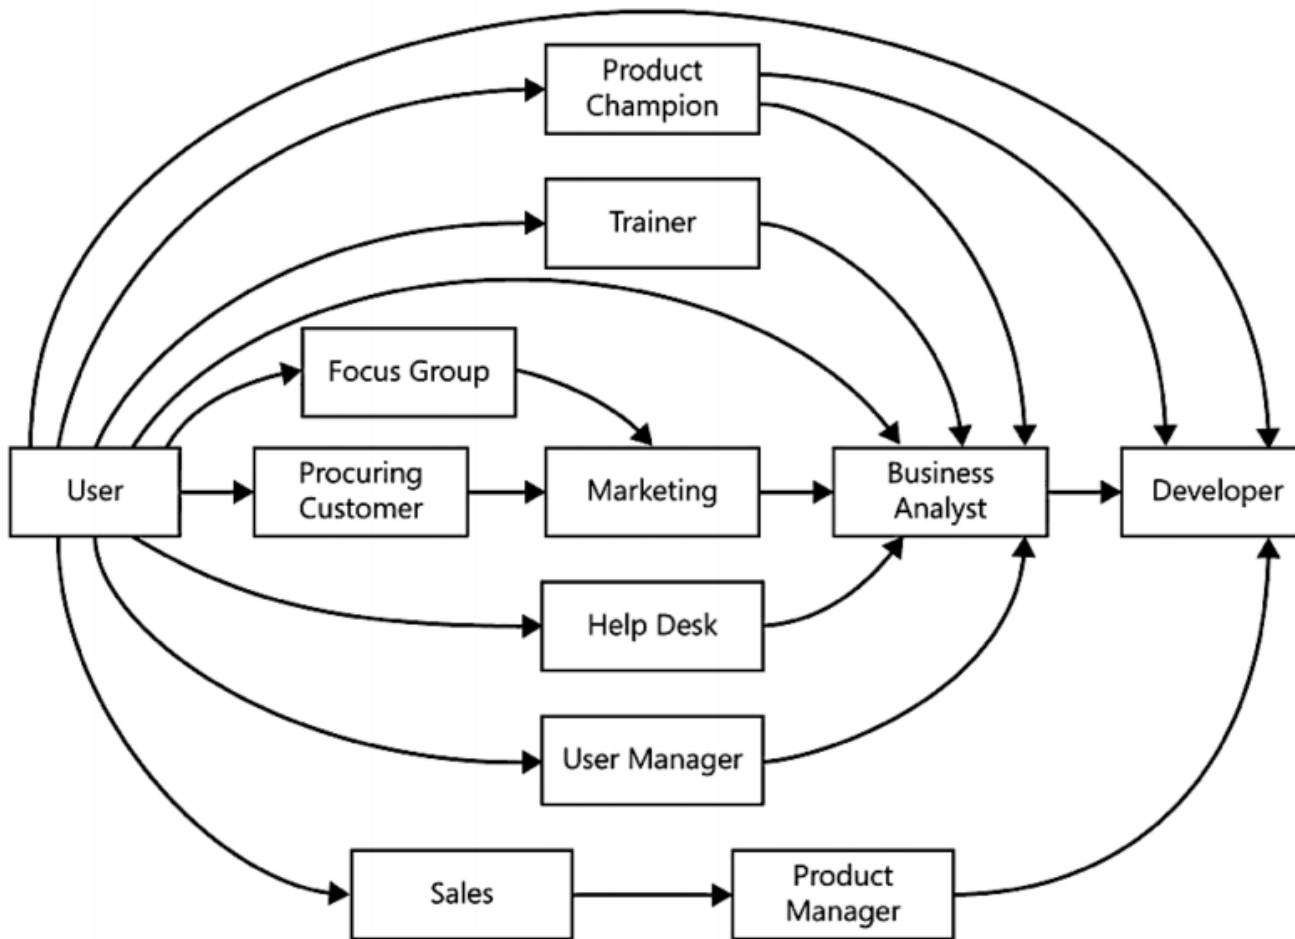 Product
Champion
Trainer
Focus Group
User
Procuring
Customer
Marketing
Business
Analyst
Developer
Help Desk
User Manager
Sales
Product
Manager